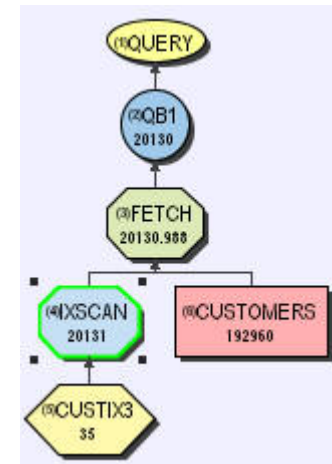 (1)QUERY
(2)QB1
20130
(3)FETCH
20130.988
(4)IXSCAN
20131
(6)CUSTOMERS
192960
(5)CUSTIX3
35